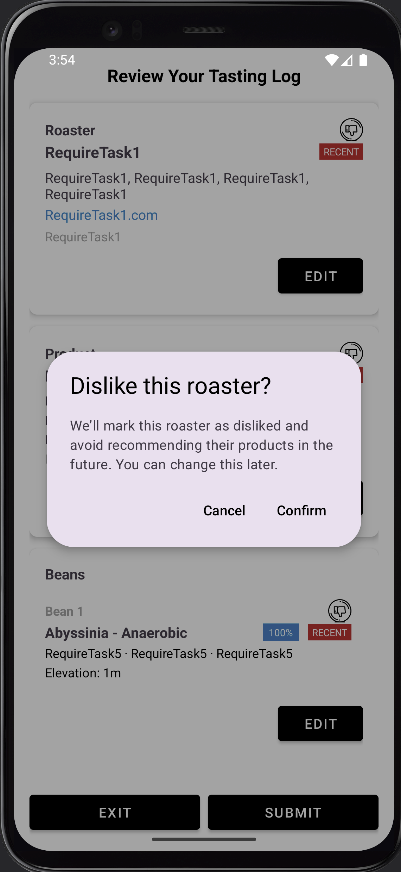 3:54
Review Your Tasting Log
Roaster
RequireTask1
RECENT
RequireTask1, RequireTask1, RequireTask1,
RequireTask1
RequireTask1.com
RequireTask1
EDIT
Product
Dislike this roaster?
We'll mark this roaster as disliked and
avoid recommending their products in the
future. You can change this later.
Cancel Confirm
Beans
Bean 1
Abyssinia - Anaerobic 100% RECENT
RequireTask5 · RequireTask5 · RequireTask5
Elevation: 1m
EDIT
EXIT SUBMIT